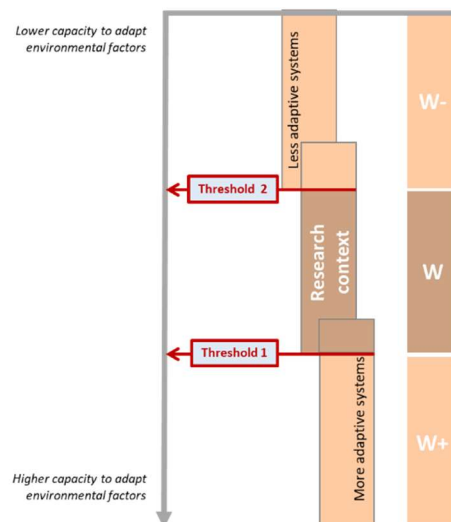 Lower capacity to adapt
environmental factors
Less adaptive systems
W-
Threshold 2
Research
context
W
Threshold 1
More adaptive systems
W+
Higher capacity to adapt
environmental factors